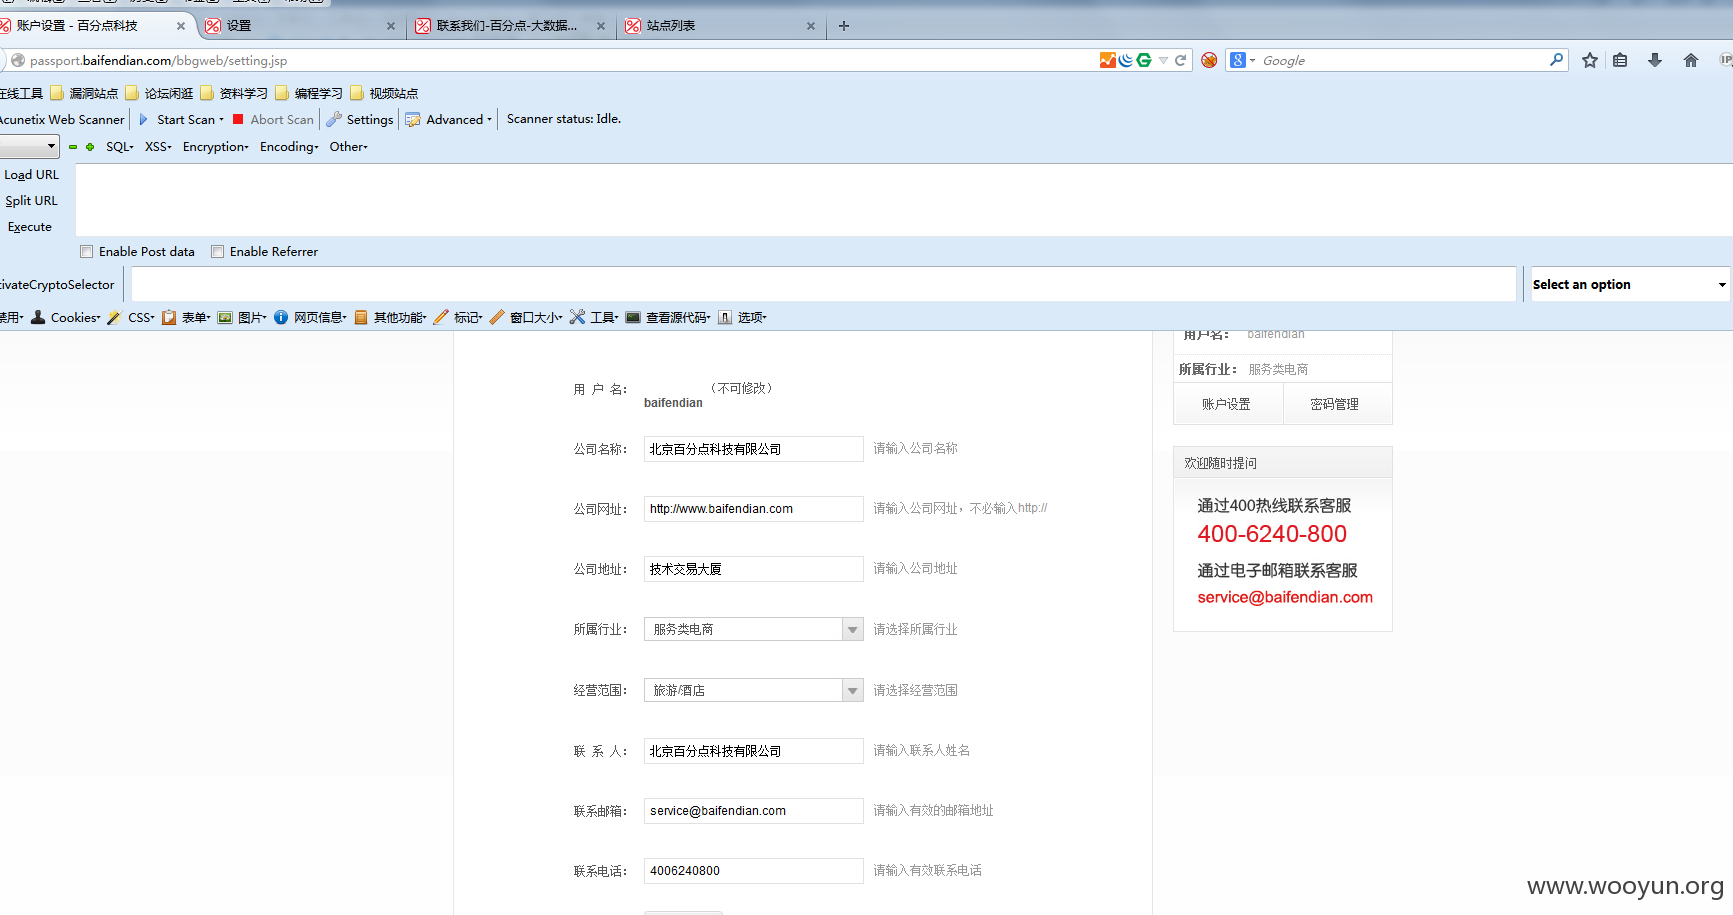 账户设置 - 百分点科技
设置
联系我们-百分点-大数据...
站点列表
passport.baifendian.com/bbgweb/setting.jsp
Google
在线工具 漏洞站点 论坛闲逛 资料学习 编程学习 视频站点
Acunetix Web Scanner Start Scan Abort Scan Settings Advanced Scanner status: Idle.
SQL XSS Encryption Encoding Other
Load URL
Split URL
Execute
Enable Post data Enable Referrer
tivateCryptoSelector
Select an option
禁用 Cookies CSS 表单 图片 网页信息 其他功能 标记 窗口大小 工具 查看源代码 选项
用 户 名： baifendian （不可修改）
公司名称： 北京百分点科技有限公司 请输入公司名称
公司网址： http://www.baifendian.com 请输入公司网址，不必输入http://
公司地址： 技术交易大厦 请输入公司地址
所属行业： 服务类电商 请选择所属行业
经营范围： 旅游/酒店 请选择经营范围
联 系 人： 北京百分点科技有限公司 请输入联系人姓名
联系邮箱： service@baifendian.com 请输入有效的邮箱地址
联系电话： 4006240800 请输入有效联系电话
用户名： baifendian
所属行业： 服务类电商
账户设置 密码管理
欢迎随时提问
通过400热线联系客服
400-6240-800
通过电子邮箱联系客服
service@baifendian.com
www.wooyun.org